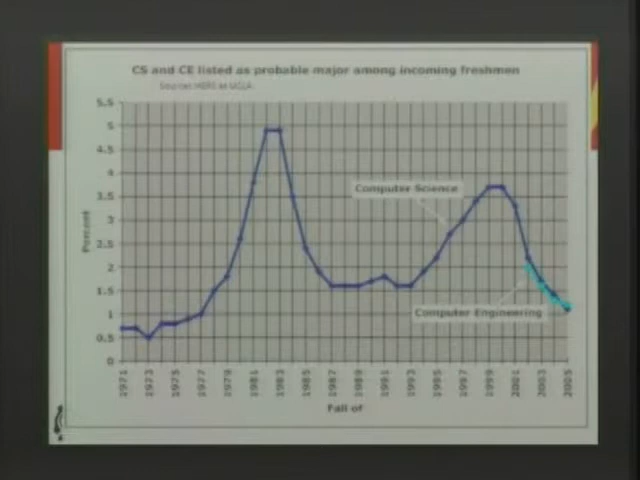 CS and CE listed as probable major among incoming freshmen
Source: HERI at UCLA
5.5
5
4.5
4
3.5
3
2.5
2
1.5
1
0.5
0
Percent
Computer Science
Computer Engineering
1971 1973 1975 1977 1979 1981 1983 1985 1987 1989 1991 1993 1995 1997 1999 2001 2003 2005
Fall of